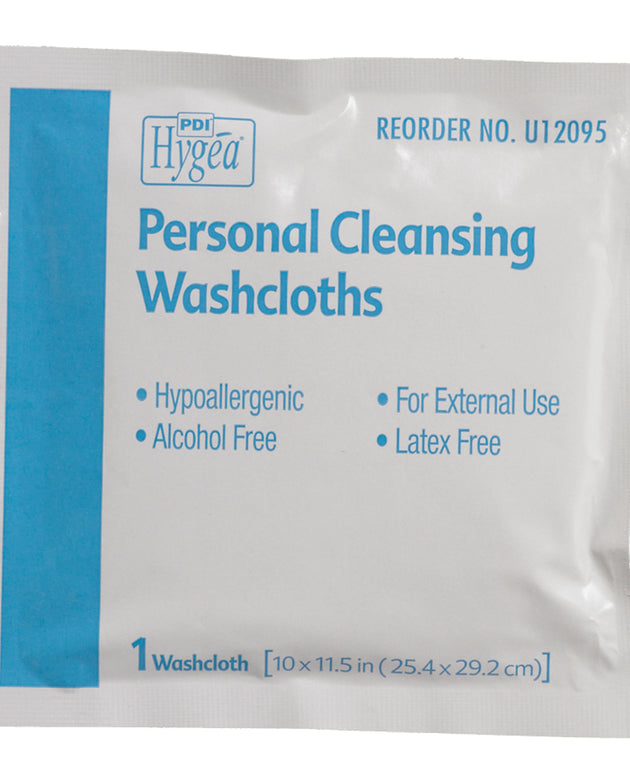 PDI
Hygea®
REORDER NO. U12095
Personal Cleansing
Washcloths
• Hypoallergenic
• For External Use
• Alcohol Free
• Latex Free
1 Washcloth [10 x 11.5 in (25.4 x 29.2 cm)]